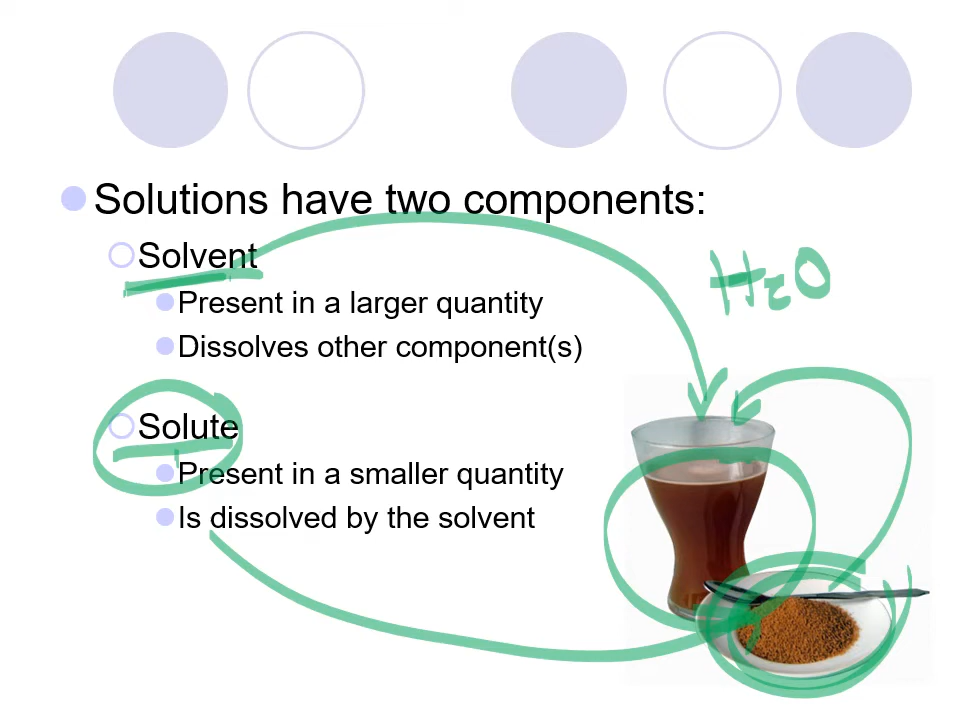 Solutions have two components:
Solvent
H2O
Present in a larger quantity
Dissolves other component(s)
Solute
Present in a smaller quantity
Is dissolved by the solvent